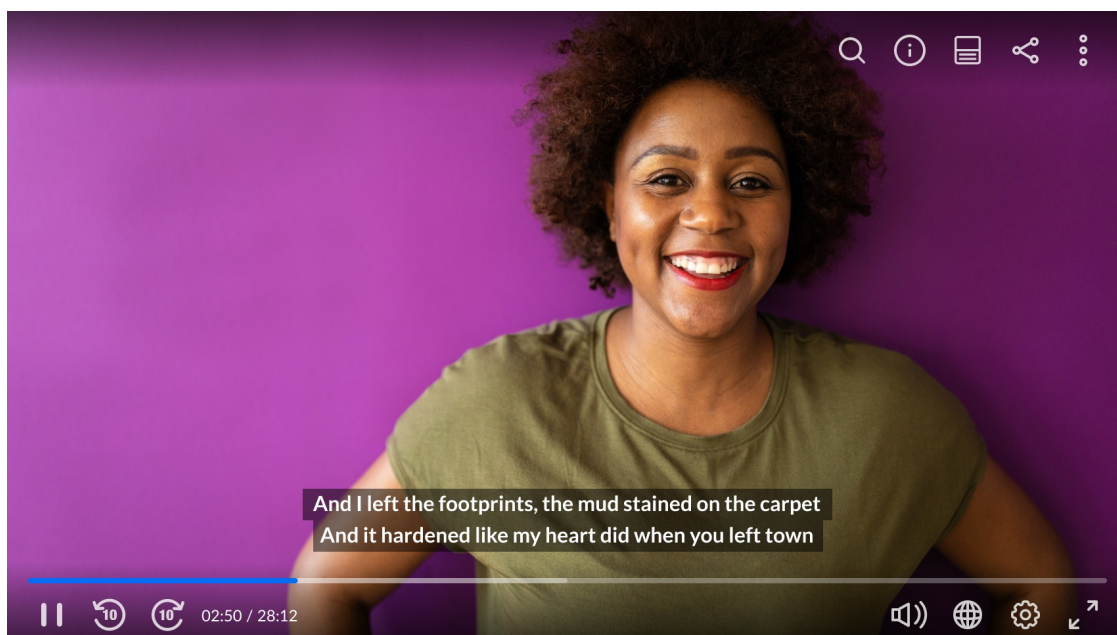 And I left the footprints, the mud stained on the carpet
And it hardened like my heart did when you left town
10 10 02:50 / 28:12